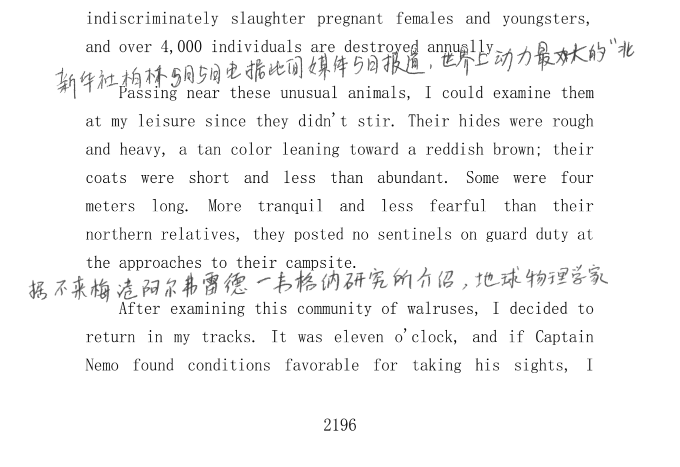 indiscriminately slaughter pregnant females and youngsters,
and over 4,000 individuals are destroyed annually.
新华社柏林5月5日电据此间媒体5日报道，世界上动力最大的“北
Passing near these unusual animals, I could examine them
at my leisure since they didn't stir. Their hides were rough
and heavy, a tan color leaning toward a reddish brown; their
coats were short and less than abundant. Some were four
meters long. More tranquil and less fearful than their
northern relatives, they posted no sentinels on guard duty at
the approaches to their campsite.
据不来梅港阿尔弗雷德－韦格纳研究所介绍，地球物理学家
After examining this community of walruses, I decided to
return in my tracks. It was eleven o'clock, and if Captain
Nemo found conditions favorable for taking his sights, I
2196